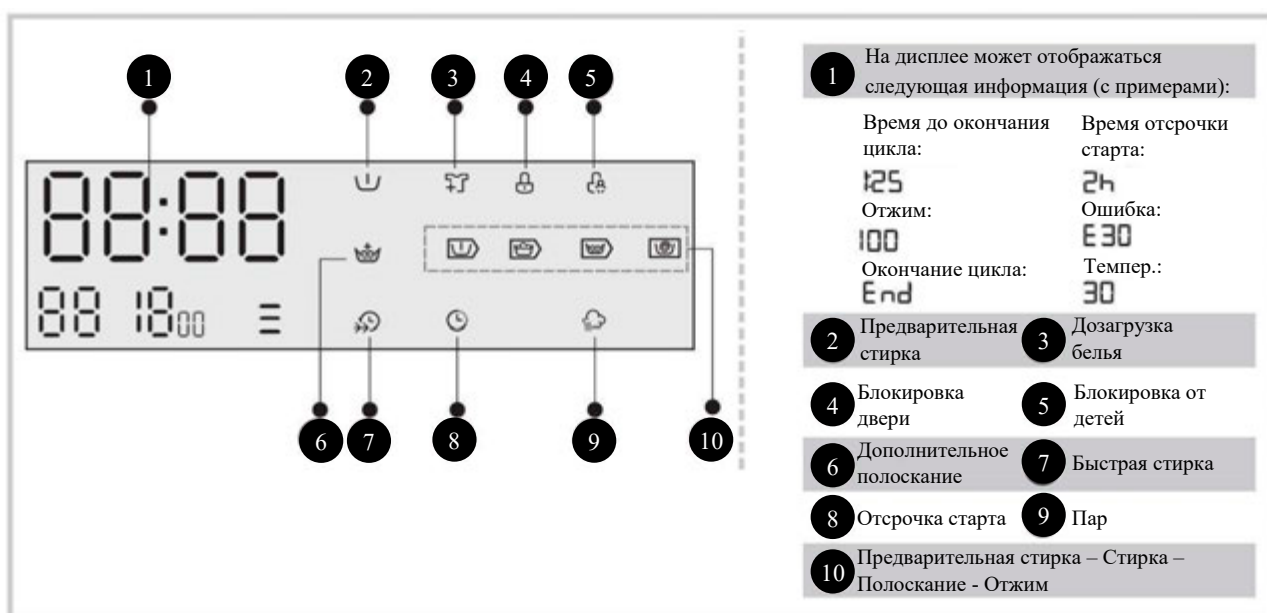 1
2
3
4
5
88:88
88 1800
6
7
8
9
10
1 На дисплее может отображаться
следующая информация (с примерами):
Время до окончания
цикла:
1:25
Время отсрочки
старта:
2h
Отжим:
100
Ошибка:
E30
Окончание цикла:
End
Темпер.:
30
2 Предварительная
стирка
3 Дозагрузка
белья
4 Блокировка
двери
5 Блокировка от
детей
6 Дополнительное
полоскание
7 Быстрая стирка
8 Отсрочка старта
9 Пар
10 Предварительная стирка – Стирка –
Полоскание - Отжим